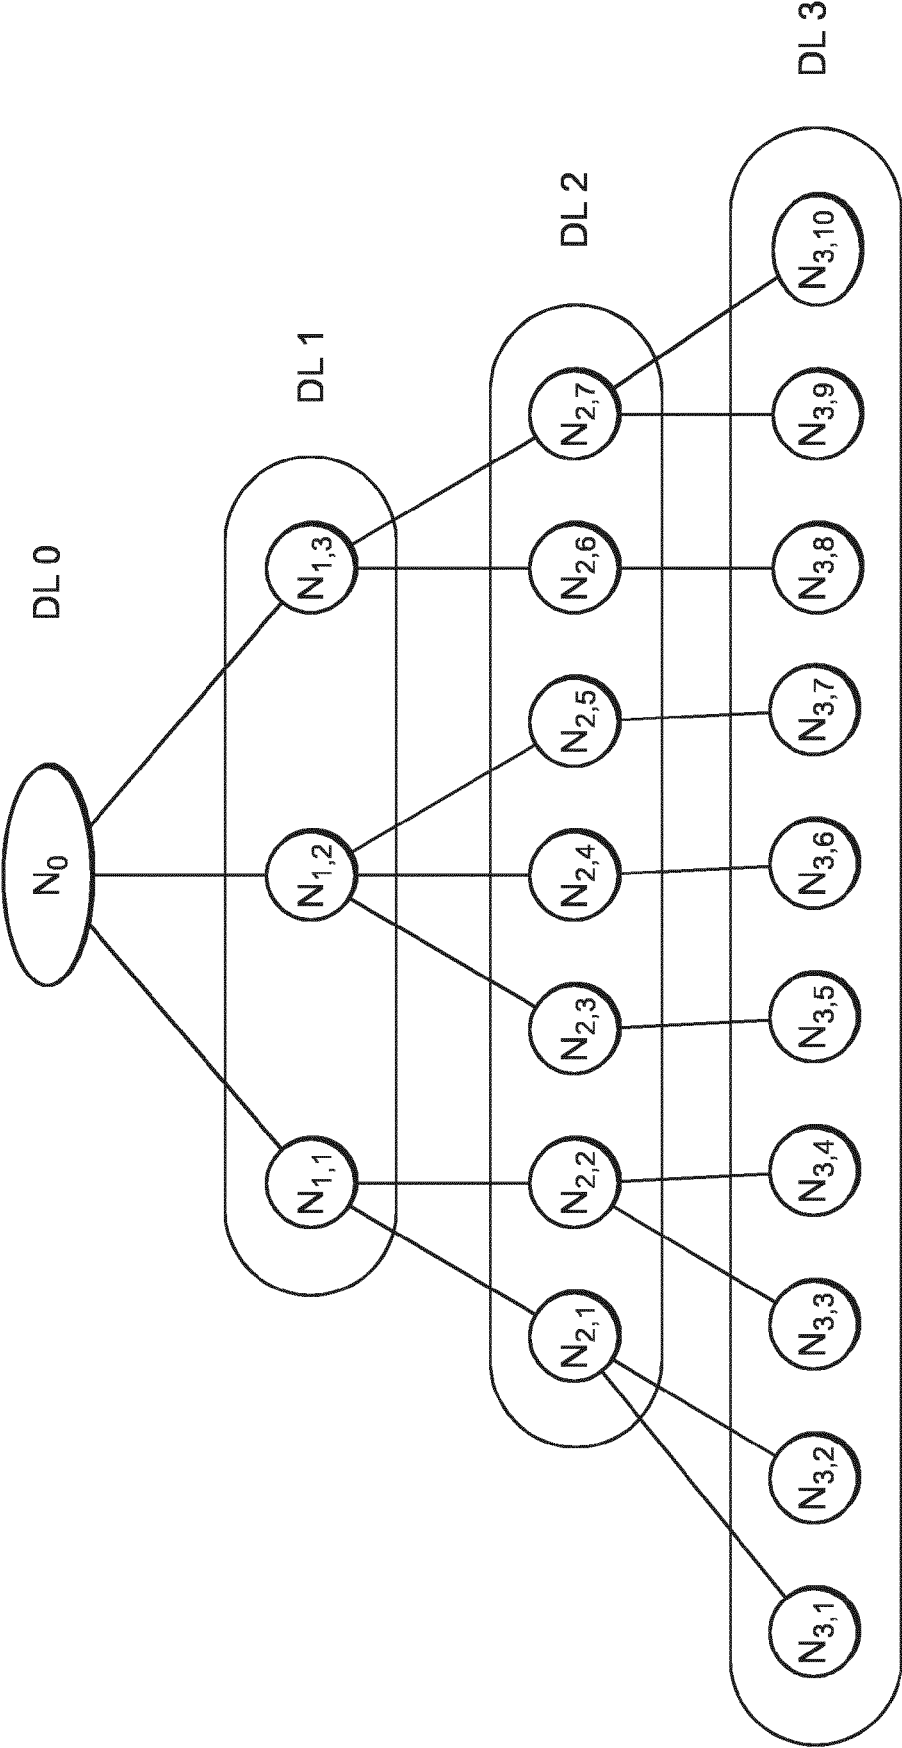 DL 0
N0
DL 1
N1,1
N1,2
N1,3
DL 2
N2,1
N2,2
N2,3
N2,4
N2,5
N2,6
N2,7
DL 3
N3,1
N3,2
N3,3
N3,4
N3,5
N3,6
N3,7
N3,8
N3,9
N3,10